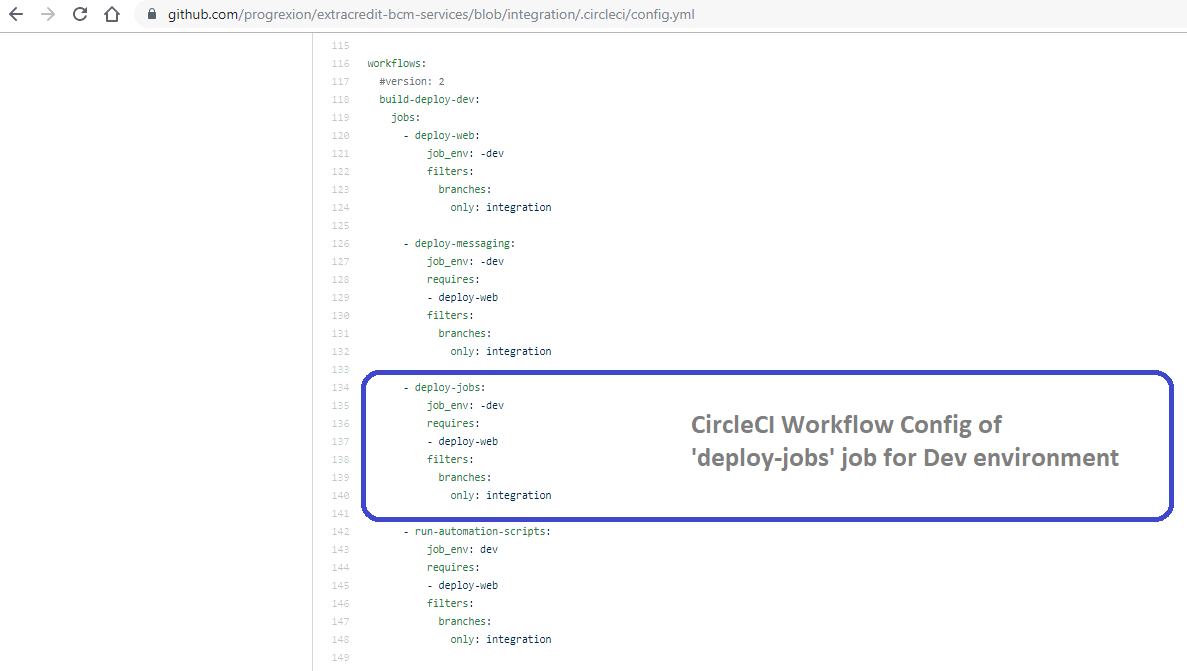 github.com/progrexion/extracredit-bcm-services/blob/integration/.circleci/config.yml
115
116 workflows:
117   #version: 2
118   build-deploy-dev:
119     jobs:
120       - deploy-web:
121           job_env: -dev
122           filters:
123             branches:
124               only: integration
125
126       - deploy-messaging:
127           job_env: -dev
128           requires:
129           - deploy-web
130           filters:
131             branches:
132               only: integration
133
134       - deploy-jobs:
135           job_env: -dev
136           requires:
137           - deploy-web
138           filters:
139             branches:
140               only: integration
141
CircleCI Workflow Config of
'deploy-jobs' job for Dev environment
142       - run-automation-scripts:
143           job_env: dev
144           requires:
145           - deploy-web
146           filters:
147             branches:
148               only: integration
149